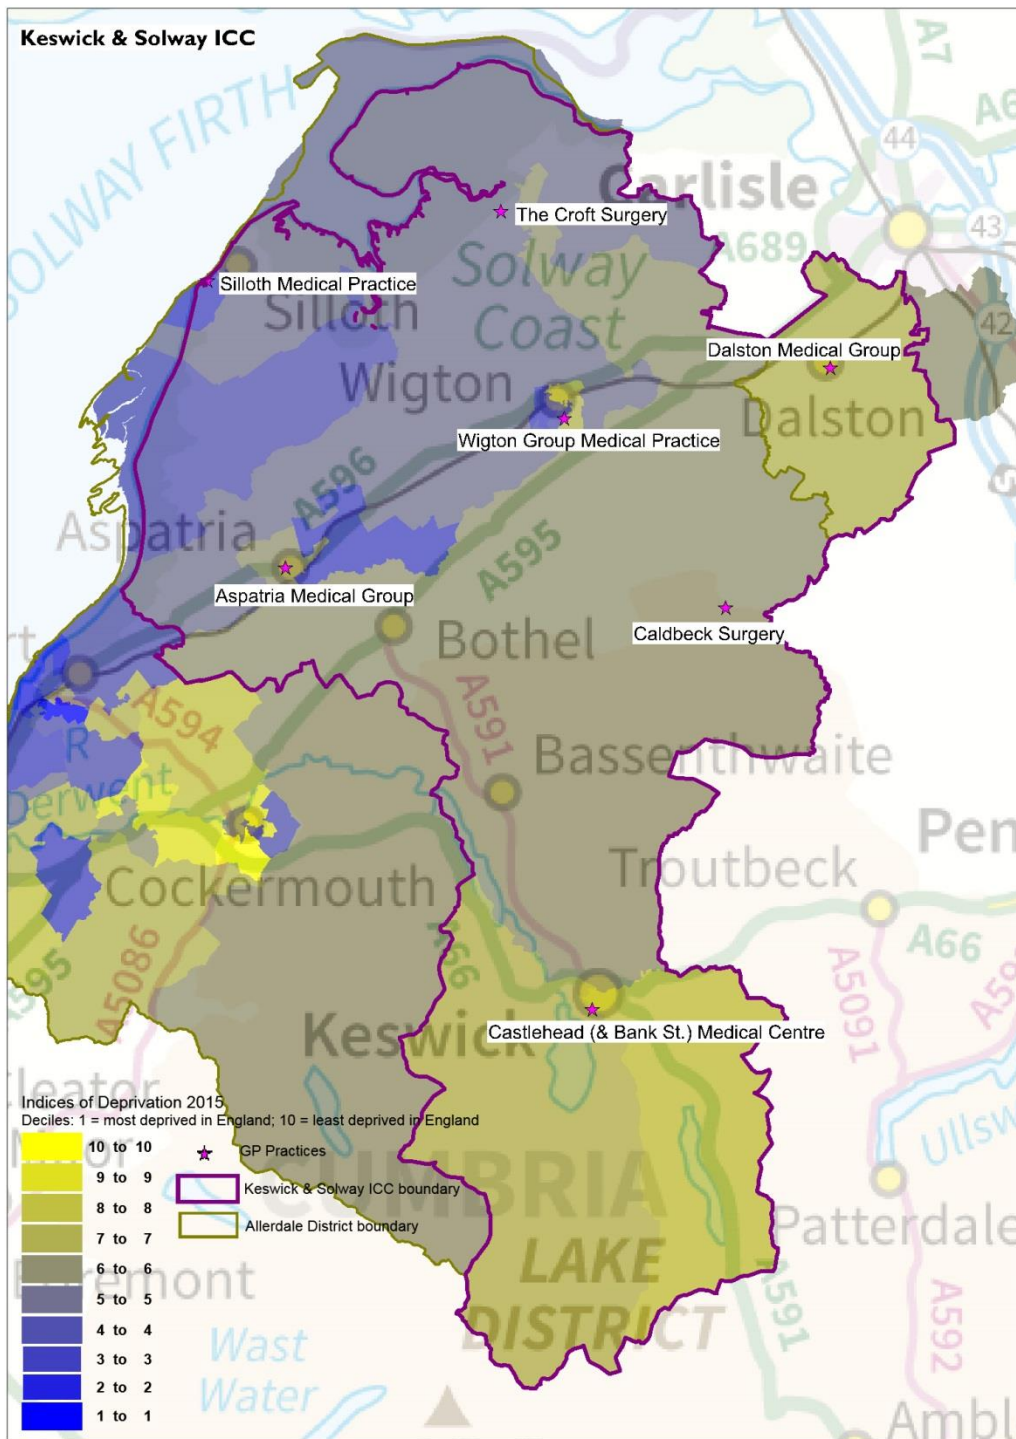 Keswick & Solway ICC
A7
SOLWAY FIRTH
44
Carlisle
The Croft Surgery
A689
43
Solway
Coast
Silloth Medical Practice
Silloth
42
Dalston Medical Group
Wigton
Dalston
Wigton Group Medical Practice
A596
Aspatria
A595
Aspatria Medical Group
Caldbeck Surgery
Bothel
A591
A594
Bassenthwaite
R
Derwent
Pen
Troutbeck
Cockermouth
A66
A66
A595
A5086
A5091
Keswick
Castlehead (& Bank St.) Medical Centre
Cleator
Indices of Deprivation 2015
Deciles: 1 = most deprived in England; 10 = least deprived in England
10 to 10
9 to 9
8 to 8
7 to 7
6 to 6
5 to 5
4 to 4
3 to 3
2 to 2
1 to 1
GP Practices
Keswick & Solway ICC boundary
Allerdale District boundary
CUMBRIA
Ullsw
Patterdale
LAKE
DISTRICT
A591
A592
Wast
Water
Ambl